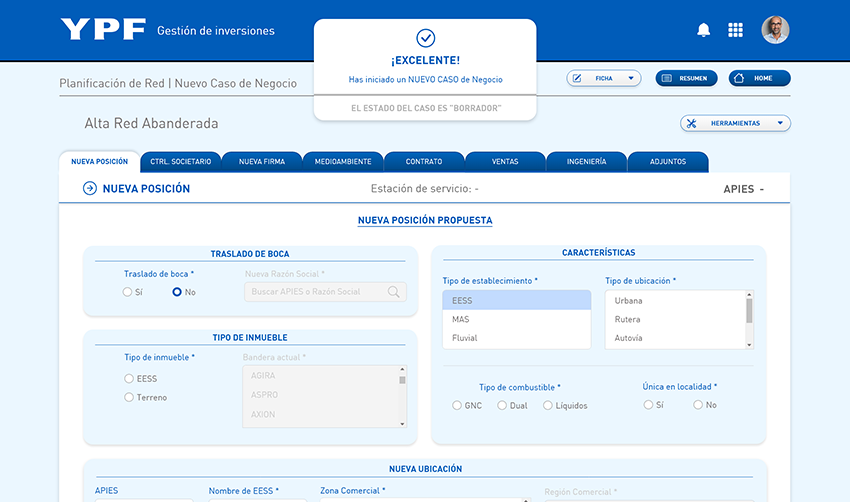 YPF Gestión de inversiones
¡EXCELENTE!
Has iniciado un NUEVO CASO de Negocio
EL ESTADO DEL CASO ES "BORRADOR"
Planificación de Red | Nuevo Caso de Negocio
FICHA
RESUMEN
HOME
Alta Red Abanderada
HERRAMIENTAS
NUEVA POSICIÓN
CTRL. SOCIETARIO
NUEVA FIRMA
MEDIOAMBIENTE
CONTRATO
VENTAS
INGENIERÍA
ADJUNTOS
NUEVA POSICIÓN
Estación de servicio: -
APIES -
NUEVA POSICIÓN PROPUESTA
TRASLADO DE BOCA
Traslado de boca *
Sí
No
Nueva Razón Social *
Buscar APIES o Razón Social
TIPO DE INMUEBLE
Tipo de inmueble *
EESS
Terreno
Bandera actual *
AGIRA
ASPRO
AXION
CARACTERÍSTICAS
Tipo de establecimiento *
EESS
MAS
Fluvial
Tipo de ubicación *
Urbana
Rutera
Autovía
Tipo de combustible *
GNC
Dual
Líquidos
Única en localidad *
Sí
No
NUEVA UBICACIÓN
APIES
Nombre de EESS *
Zona Comercial *
Región Comercial *